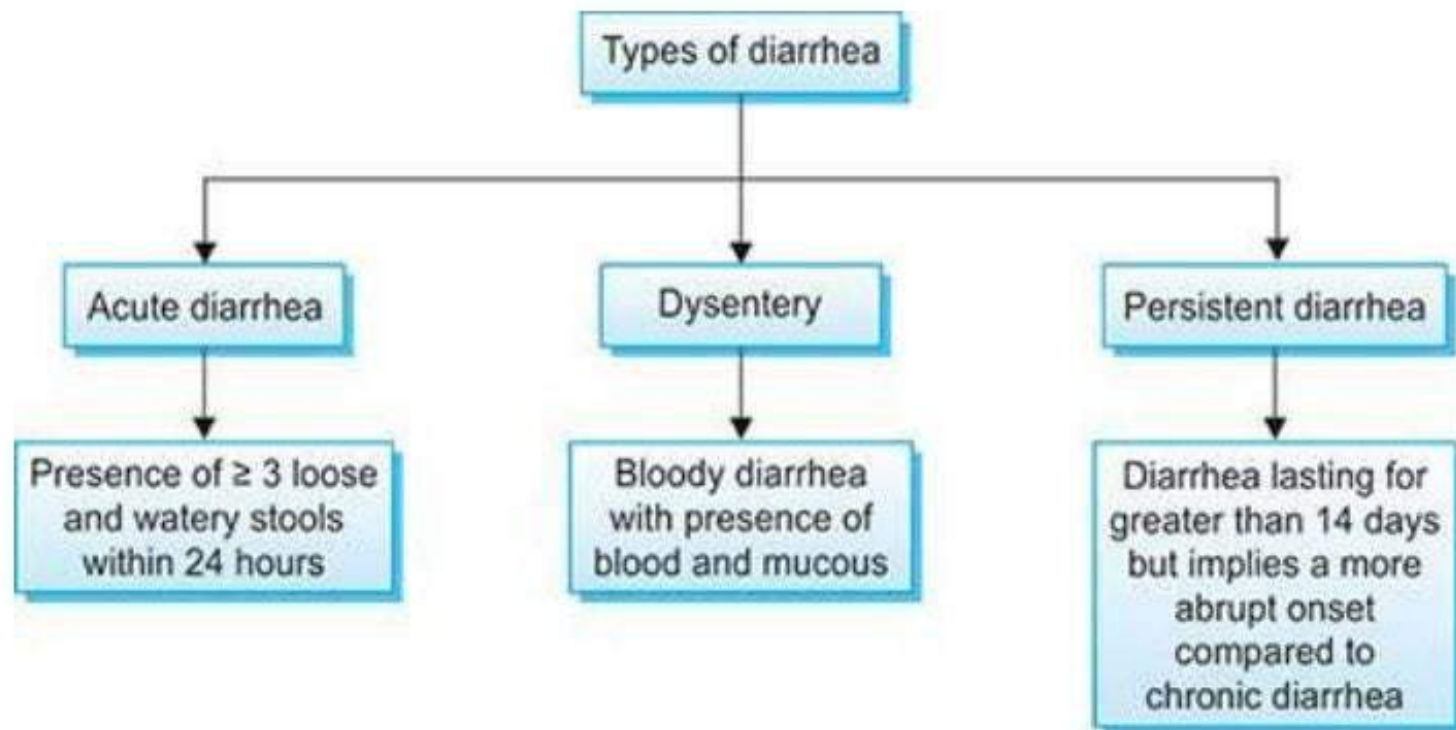 Types of diarrhea
Acute diarrhea
Dysentery
Persistent diarrhea
Presence of ≥ 3 loose
and watery stools
within 24 hours
Bloody diarrhea
with presence of
blood and mucous
Diarrhea lasting for
greater than 14 days
but implies a more
abrupt onset
compared to
chronic diarrhea